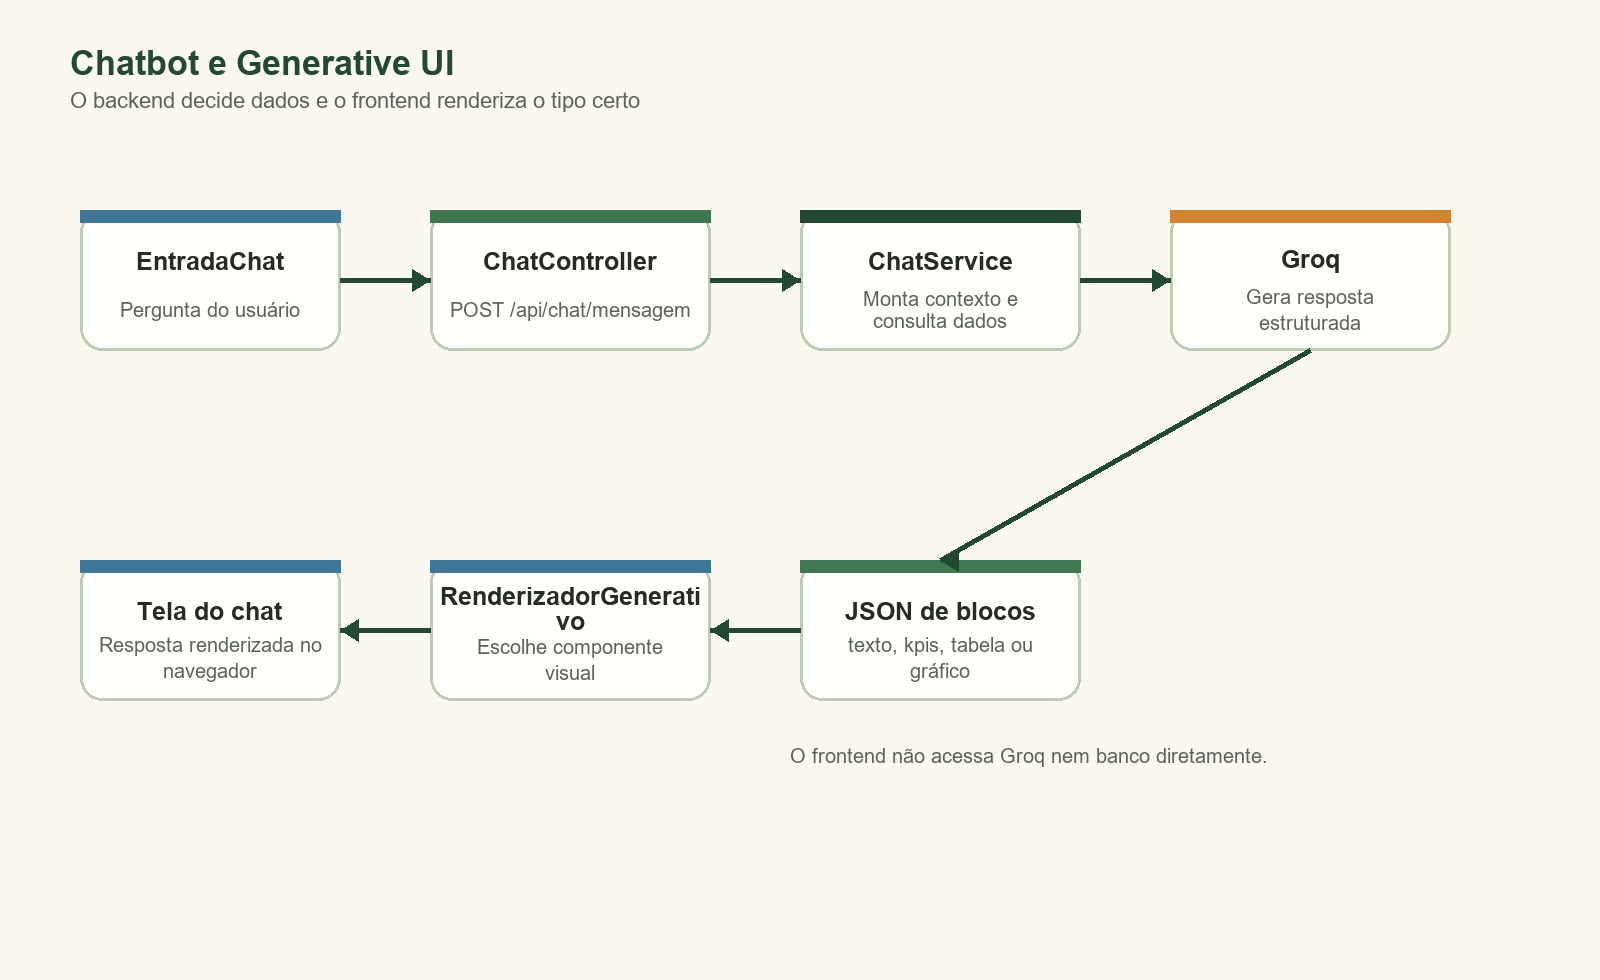 Chatbot e Generative UI
O backend decide dados e o frontend renderiza o tipo certo
EntradaChat
Pergunta do usuário
ChatController
POST /api/chat/mensagem
ChatService
Monta contexto e
consulta dados
Groq
Gera resposta
estruturada
Tela do chat
Resposta renderizada no
navegador
RenderizadorGenerati
vo
Escolhe componente
visual
JSON de blocos
texto, kpis, tabela ou
gráfico
O frontend não acessa Groq nem banco diretamente.